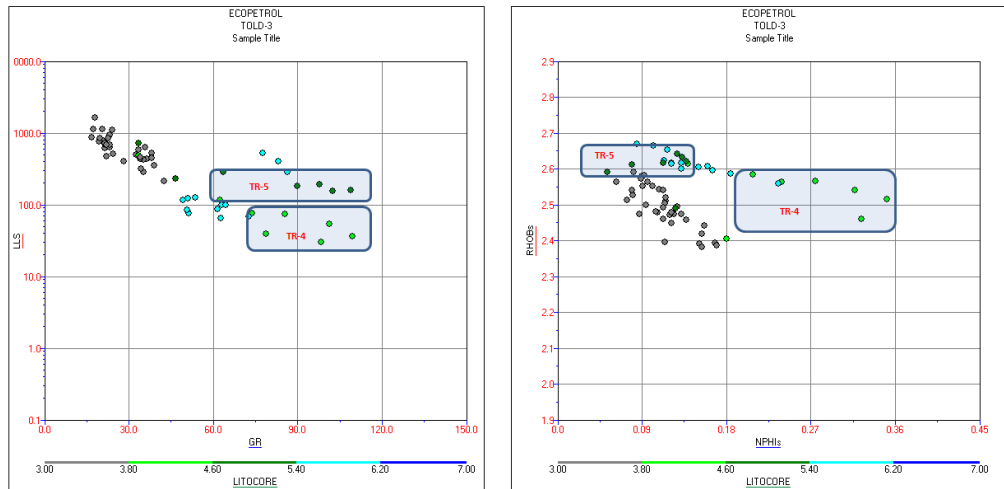 ECOPETROL
TOLD-3
Sample Title
0000.0
1000.0
100.0
10.0
1.0
0.1
LLS
TR-5
TR-4
0.0
30.0
60.0
90.0
120.0
150.0
GR
3.00
3.80
4.60
5.40
6.20
7.00
LITOCORE
ECOPETROL
TOLD-3
Sample Title
2.9
2.8
2.7
2.6
2.5
2.4
2.3
2.2
2.1
2.0
1.9
RHOBs
TR-5
TR-4
0.0
0.09
0.18
0.27
0.36
0.45
NPHIs
3.00
3.80
4.60
5.40
6.20
7.00
LITOCORE